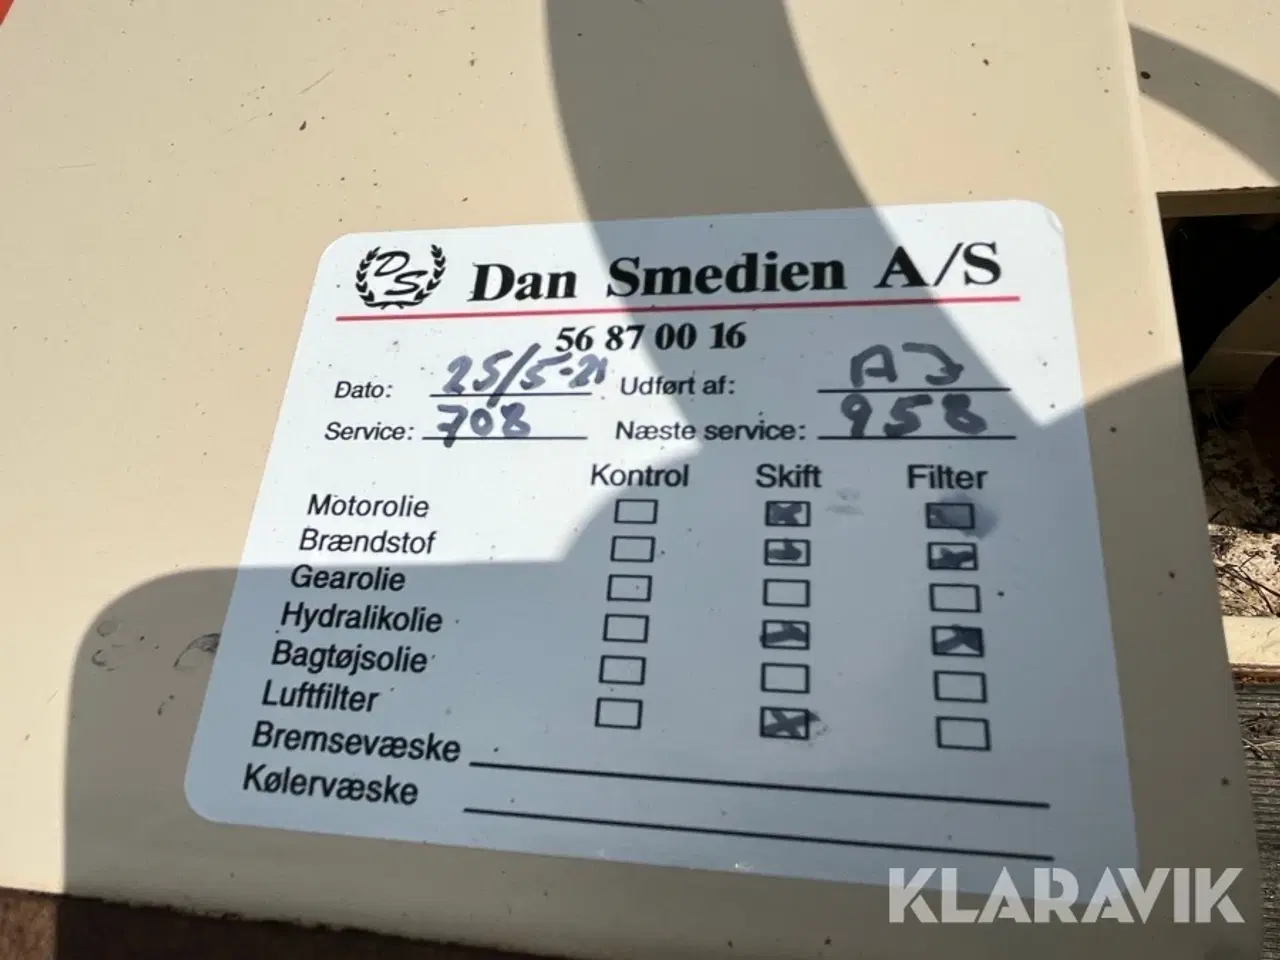 DS Dan Smedien A/S
56 87 00 16
Dato: 25/5-21 Udført af: AJ
Service: 708 Næste service: 958
Kontrol Skift Filter
Motorolie
Brændstof
Gearolie
Hydralikolie
Bagtøjsolie
Luftfilter
Bremsevæske
Kølervæske
KLARAVIK